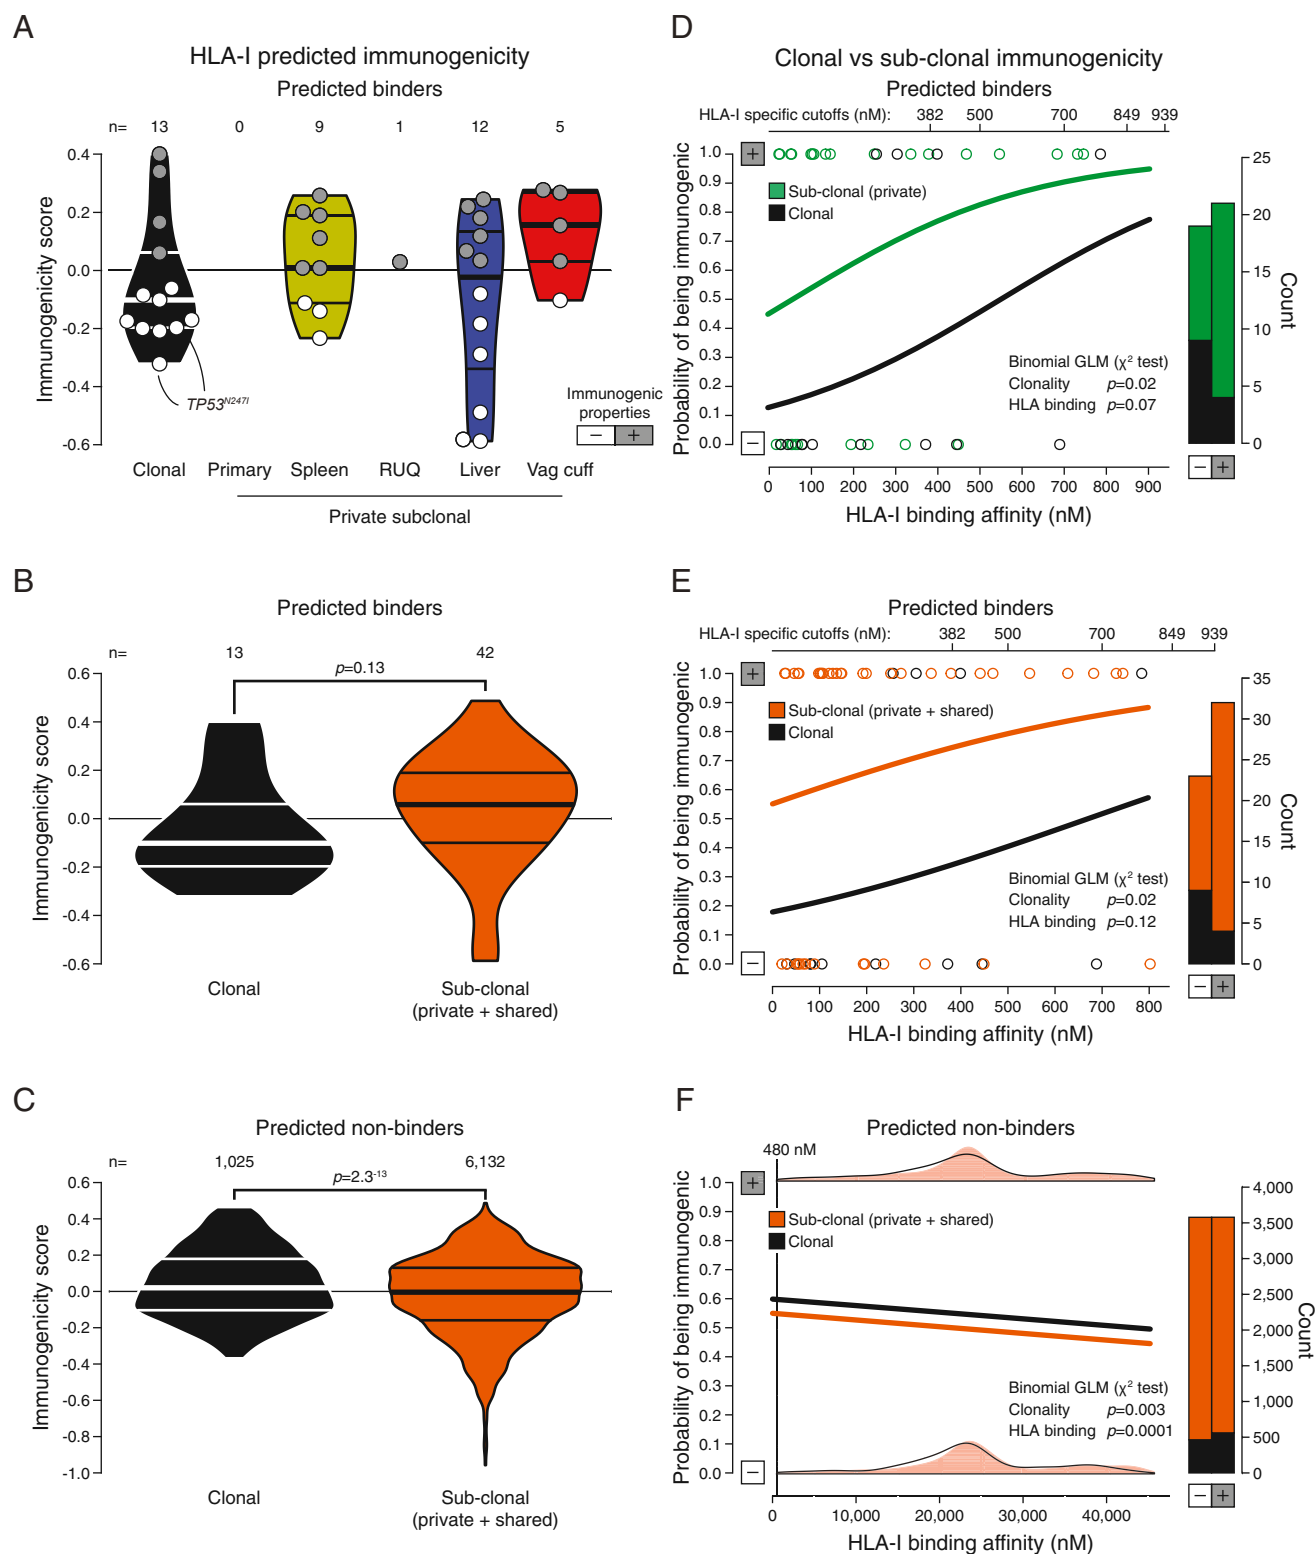 A
HLA-I predicted immunogenicity
Predicted binders
n= 13 0 9 1 12 5
0.4
0.2
0.0
-0.2
-0.4
-0.6
Immunogenicity score
TP53N247I
Immunogenic
properties
− +
Clonal Primary Spleen RUQ Liver Vag cuff
Private subclonal
B
Predicted binders
n= 13 42
p=0.13
0.6
0.4
0.2
0.0
-0.2
-0.4
-0.6
Immunogenicity score
Clonal Sub-clonal
(private + shared)
C
Predicted non-binders
n= 1,025 6,132
p=2.3-13
0.6
0.4
0.2
0.0
-0.2
-0.4
-0.6
-0.8
-1.0
Immunogenicity score
Clonal Sub-clonal
(private + shared)
D
Clonal vs sub-clonal immunogenicity
Predicted binders
HLA-I specific cutoffs (nM): 382 500 700 849 939
+
−
1.0
0.9
0.8
0.7
0.6
0.5
0.4
0.3
0.2
0.1
0.0
Probability of being immunogenic
Sub-clonal (private)
Clonal
Binomial GLM (χ2 test)
Clonality p=0.02
HLA binding p=0.07
0 100 200 300 400 500 600 700 800 900
HLA-I binding affinity (nM)
25
20
15
10
5
0
Count
− +
E
Predicted binders
HLA-I specific cutoffs (nM): 382 500 700 849 939
+
−
1.0
0.9
0.8
0.7
0.6
0.5
0.4
0.3
0.2
0.1
0.0
Probability of being immunogenic
Sub-clonal (private + shared)
Clonal
Binomial GLM (χ2 test)
Clonality p=0.02
HLA binding p=0.12
0 100 200 300 400 500 600 700 800
HLA-I binding affinity (nM)
35
30
25
20
15
10
5
0
Count
− +
F
Predicted non-binders
480 nM
+
−
1.0
0.9
0.8
0.7
0.6
0.5
0.4
0.3
0.2
0.1
0.0
Probability of being immunogenic
Sub-clonal (private + shared)
Clonal
Binomial GLM (χ2 test)
Clonality p=0.003
HLA binding p=0.0001
0 10,000 20,000 30,000 40,000
HLA-I binding affinity (nM)
4,000
3,500
3,000
2,500
2,000
1,500
1,000
500
0
Count
− +